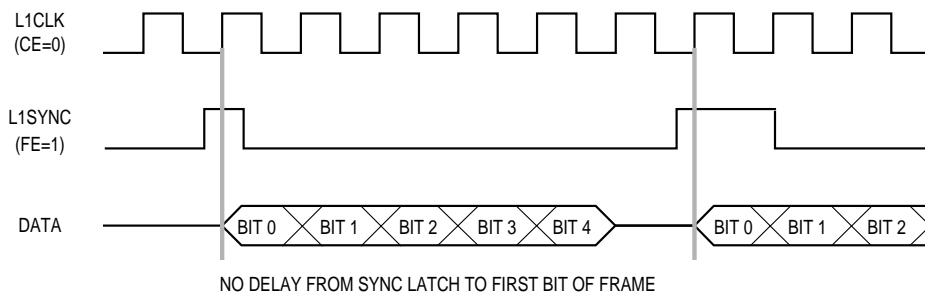 L1CLK
(CE=0)
L1SYNC
(FE=1)
DATA
BIT 0 BIT 1 BIT 2 BIT 3 BIT 4 BIT 0 BIT 1 BIT 2
NO DELAY FROM SYNC LATCH TO FIRST BIT OF FRAME